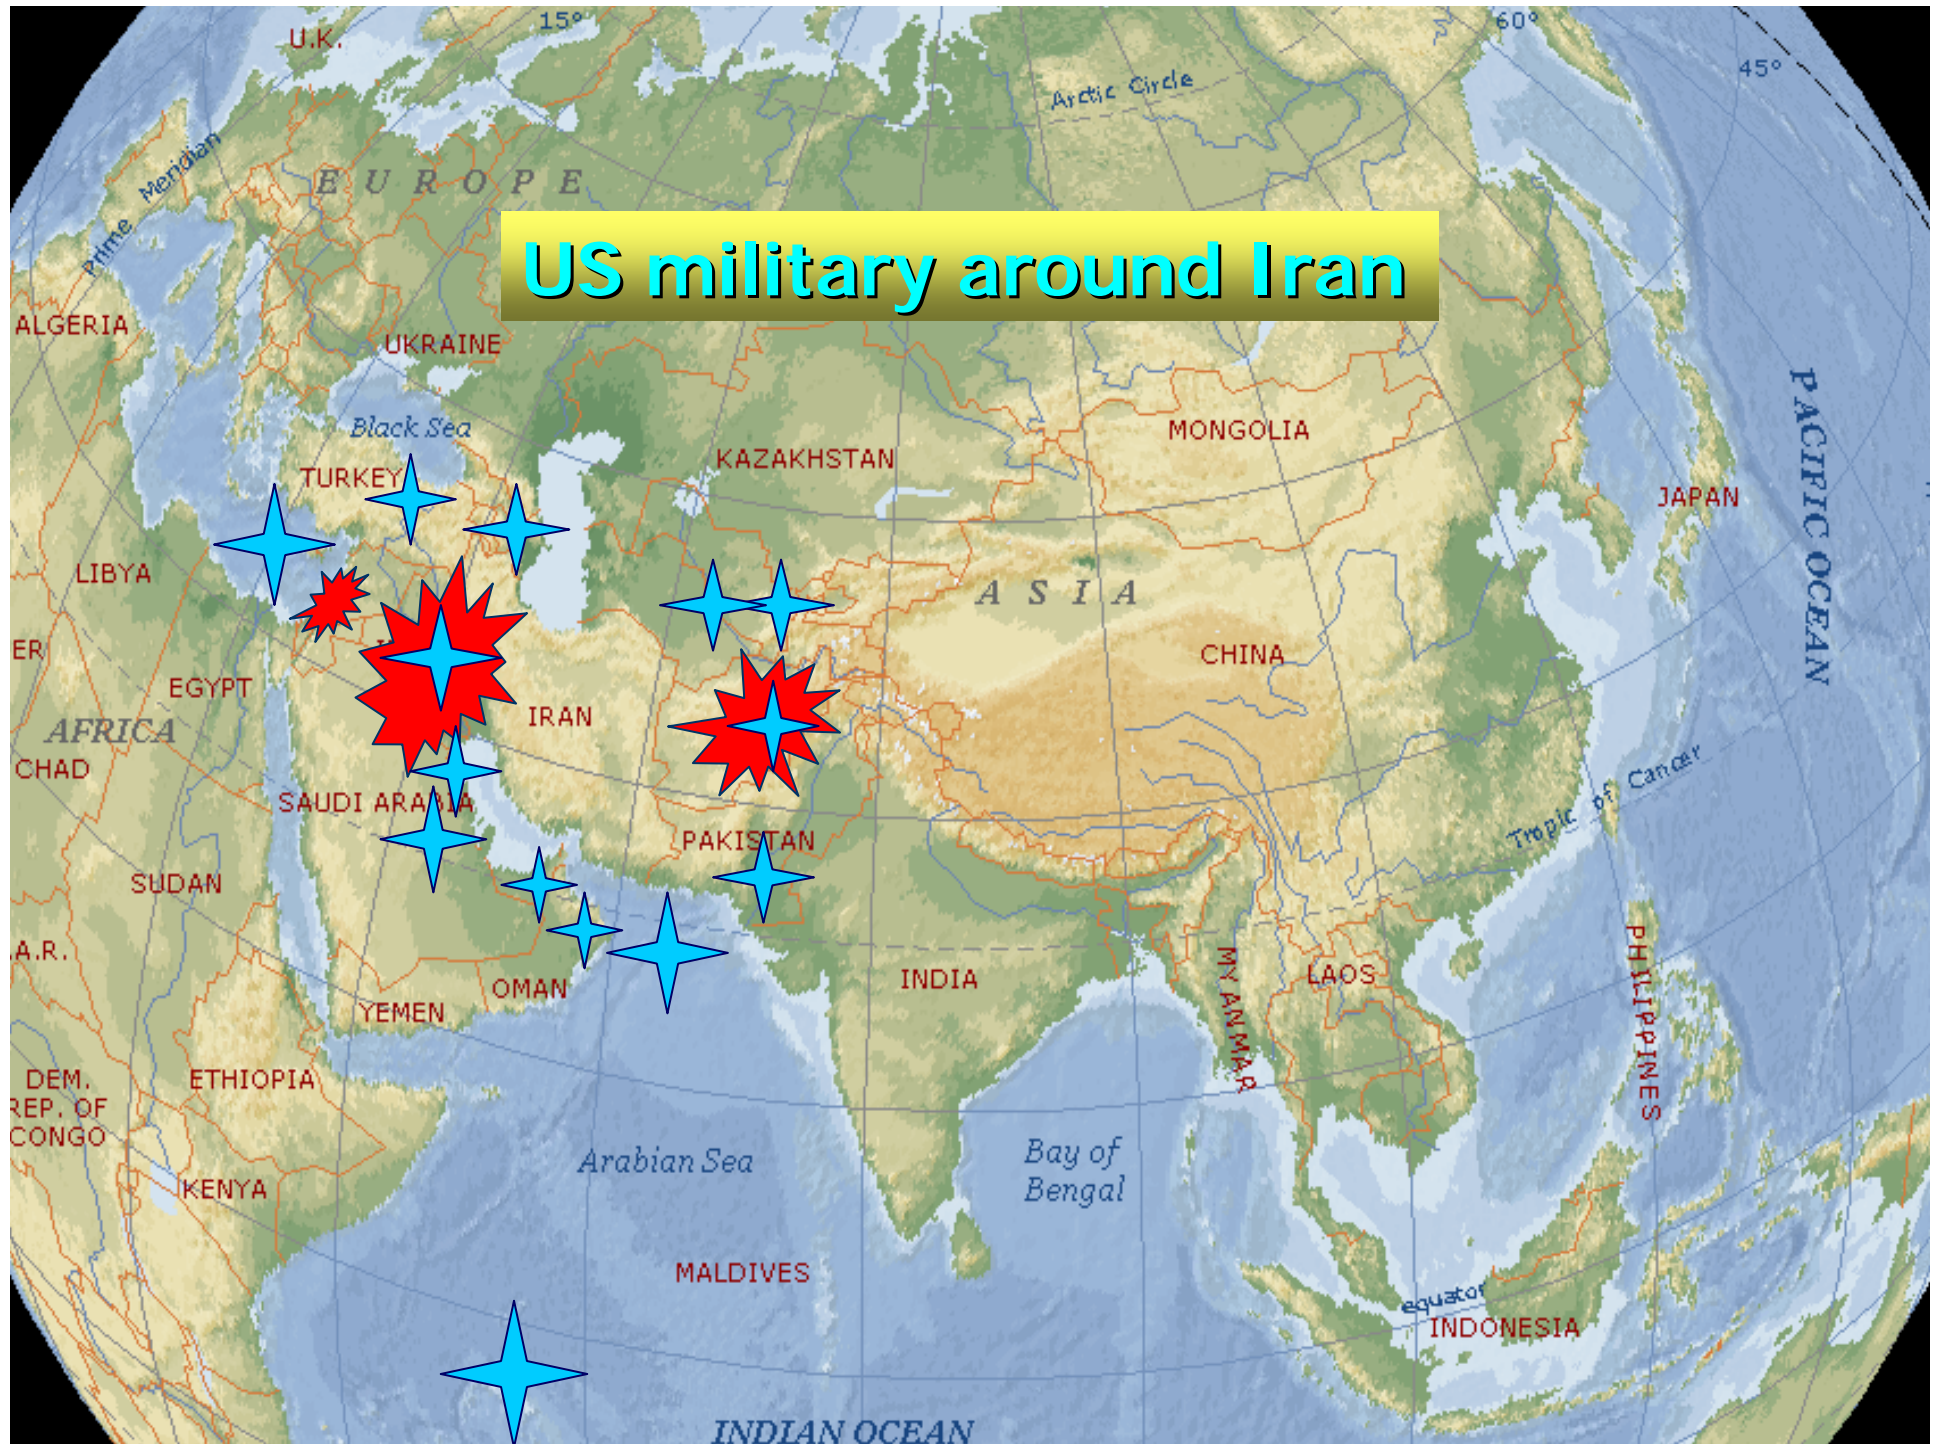 15°
60°
U.K.
45°
Arctic Circle
Prime Meridian
EUROPE
US military around Iran
ALGERIA
UKRAINE
PACIFIC OCEAN
Black Sea
MONGOLIA
KAZAKHSTAN
TURKEY
JAPAN
LIBYA
ASIA
ER
CHINA
EGYPT
IRAN
AFRICA
CHAD
Tropic of Cancer
SAUDI ARABIA
PAKISTAN
SUDAN
.A.R.
INDIA
LAOS
MYANMAR
PHILIPPINES
OMAN
YEMEN
DEM.
REP. OF
CONGO
ETHIOPIA
Arabian Sea
Bay of
Bengal
KENYA
MALDIVES
equator
INDONESIA
INDIAN OCEAN